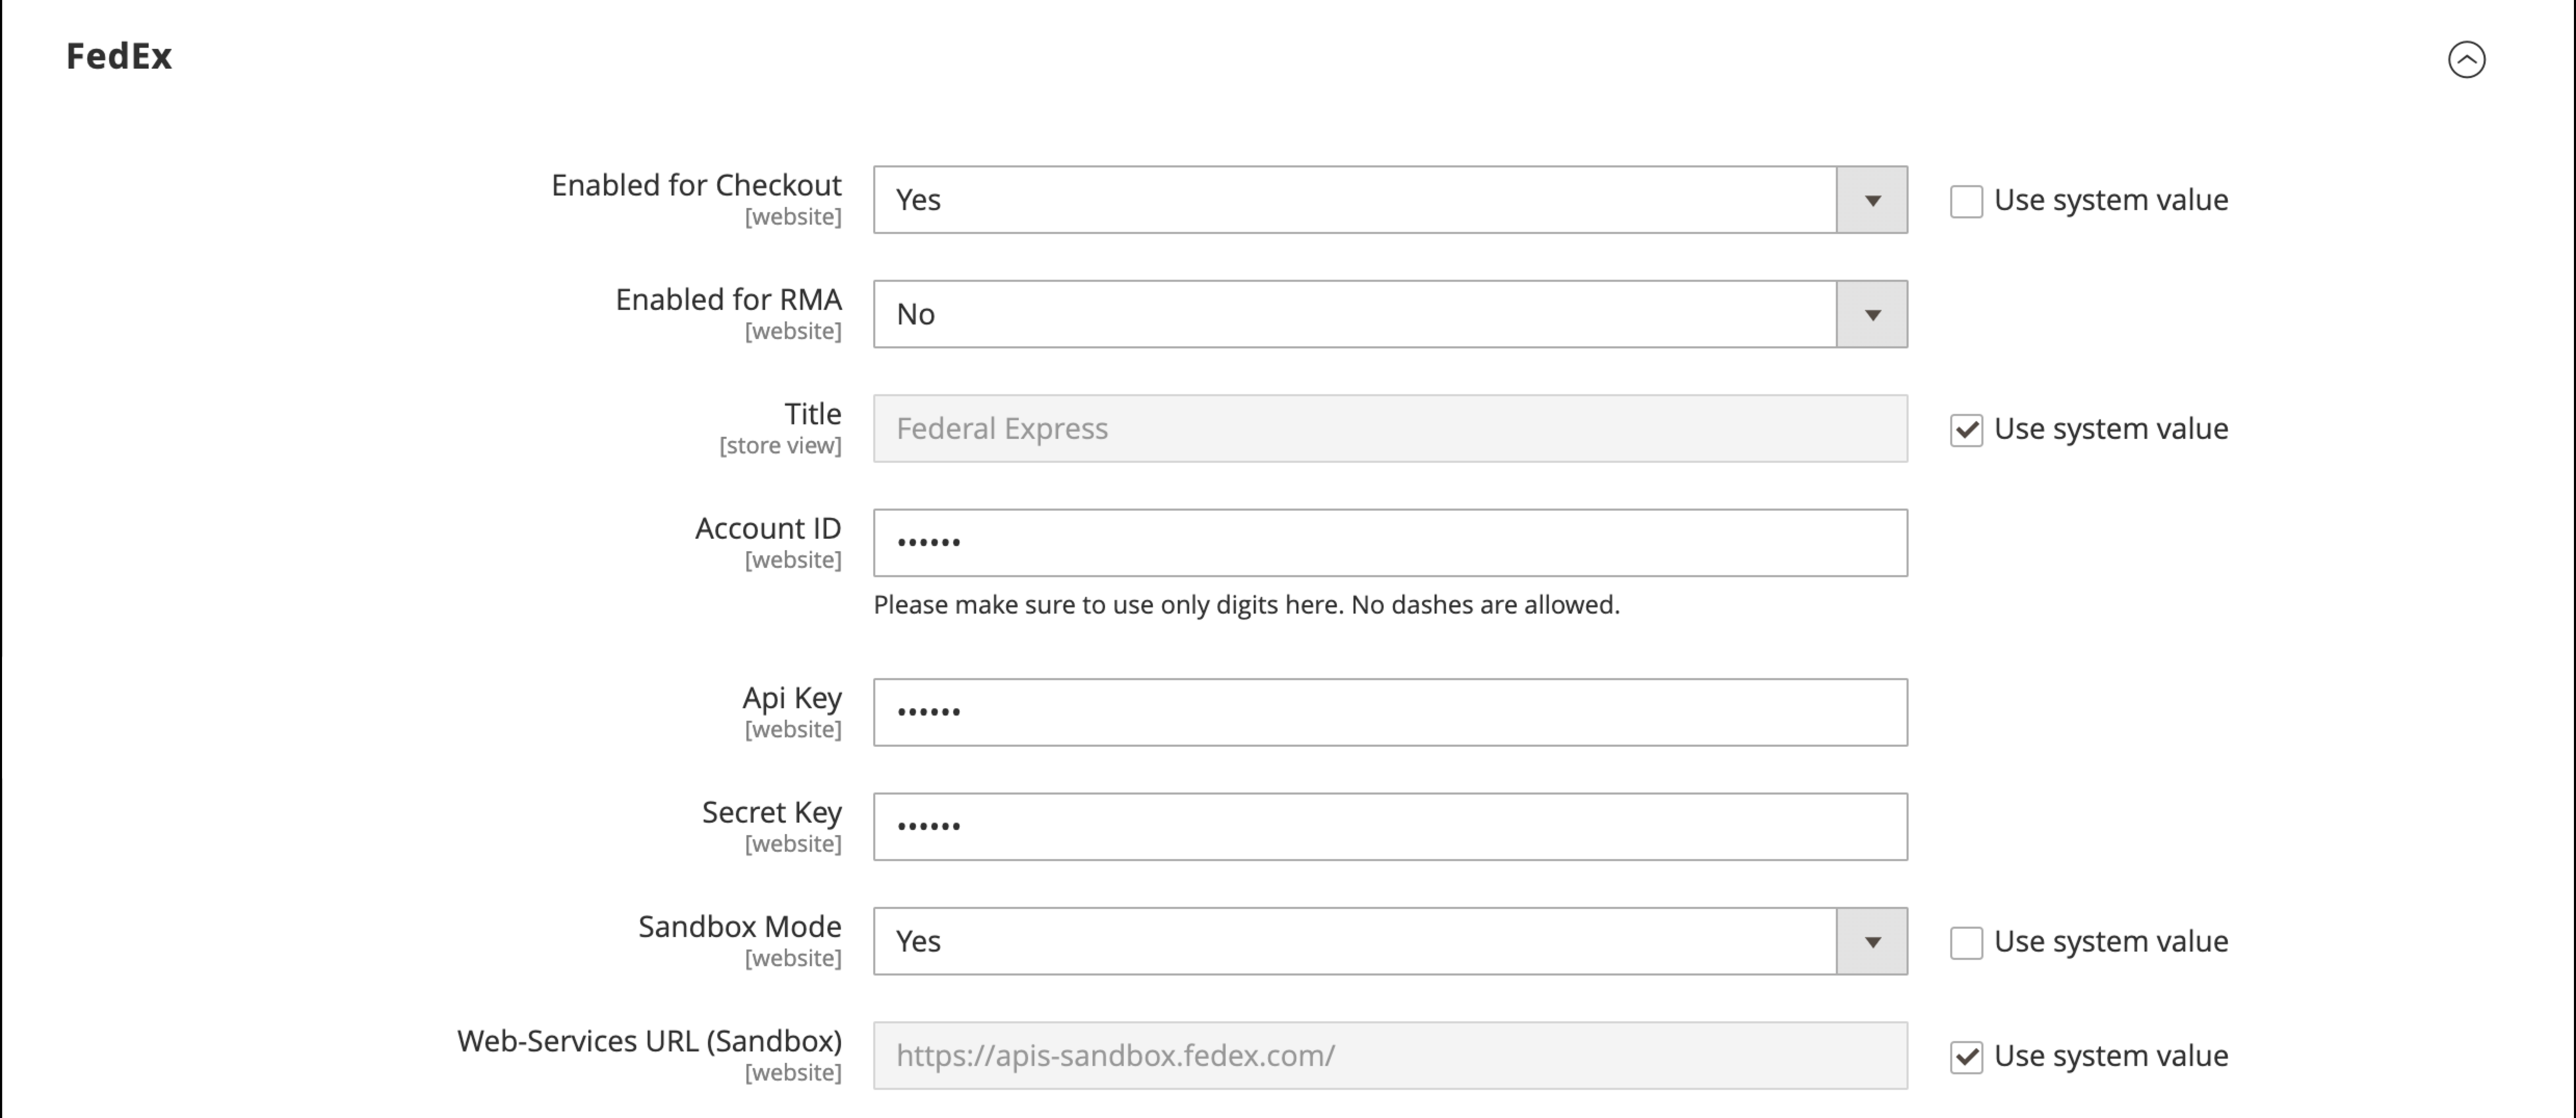 FedEx
Enabled for Checkout
[website]
Yes
Use system value
Enabled for RMA
[website]
No
Title
[store view]
Federal Express
Use system value
Account ID
[website]
••••••
Please make sure to use only digits here. No dashes are allowed.
Api Key
[website]
••••••
Secret Key
[website]
••••••
Sandbox Mode
[website]
Yes
Use system value
Web-Services URL (Sandbox)
[website]
https://apis-sandbox.fedex.com/
Use system value